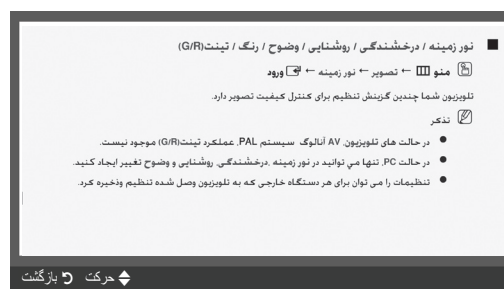 ■ نور زمینه / درخشندگی / روشنایی / وضوح / رنگ / تینت(G/R)
منو ← تصویر ← نور زمینه ← ورود
تلویزیون شما چندین گزینش تنظیم برای کنترل کیفیت تصویر دارد.
تذکر
● در حالت های تلویزیون, AV آنالوگ سیستم PAL, عملکرد تینت(G/R) موجود نیست.
● در حالت PC, تنها می توانید در نور زمینه ,درخشندگی, روشنایی و وضوح تغییر ایجاد کنید.
● تنظیمات را می توان برای هر دستگاه خارجی که به تلویزیون وصل شده تنظیم وذخیره کرد.
حرکت بازگشت